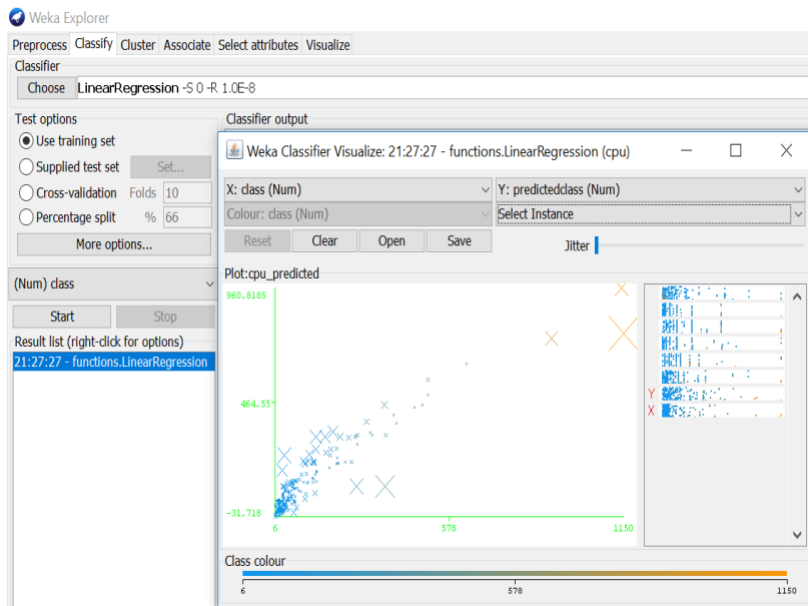 Weka Explorer
Preprocess Classify Cluster Associate Select attributes Visualize
Classifier
Choose LinearRegression -S 0 -R 1.0E-8
Test options
Use training set
Supplied test set Set...
Cross-validation Folds 10
Percentage split % 66
More options...
(Num) class
Start Stop
Result list (right-click for options)
21:27:27 - functions.LinearRegression
Classifier output
Weka Classifier Visualize: 21:27:27 - functions.LinearRegression (cpu)
X: class (Num) Y: predictedclass (Num)
Colour: class (Num) Select Instance
Reset Clear Open Save Jitter
Plot:cpu_predicted
960.8185
464.55
-31.718
6 578 1150
Y
X
Class colour
6 578 1150